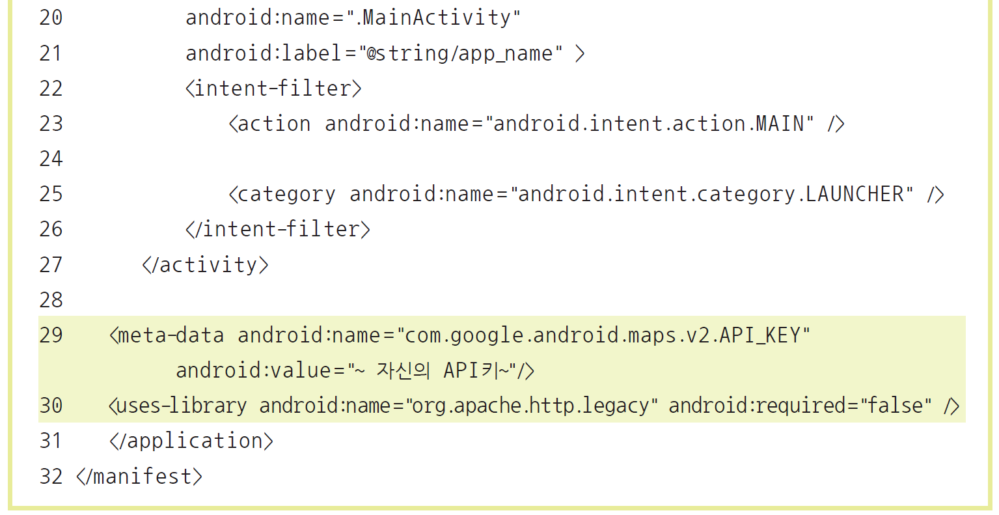 20 android:name=".MainActivity"
21 android:label="@string/app_name" >
22 <intent-filter>
23 <action android:name="android.intent.action.MAIN" />
24
25 <category android:name="android.intent.category.LAUNCHER" />
26 </intent-filter>
27 </activity>
28
29 <meta-data android:name="com.google.android.maps.v2.API_KEY"
android:value="~ 자신의 API키~"/>
30 <uses-library android:name="org.apache.http.legacy" android:required="false" />
31 </application>
32 </manifest>